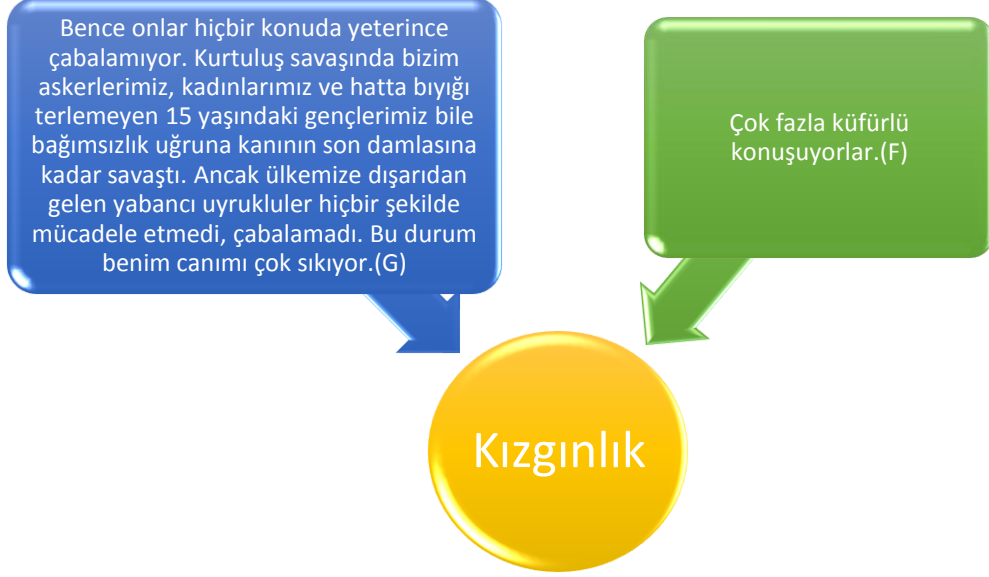 Bence onlar hiçbir konuda yeterince
çabalamıyor. Kurtuluş savaşında bizim
askerlerimiz, kadınlarımız ve hatta bıyığı
terlemeyen 15 yaşındaki gençlerimiz bile
bağımsızlık uğruna kanının son damlasına
kadar savaştı. Ancak ülkemize dışarıdan
gelen yabancı uyrukluler hiçbir şekilde
mücadele etmedi, çabalamadı. Bu durum
benim canımı çok sıkıyor.(G)
Çok fazla küfürlü
konuşuyorlar.(F)
Kızgınlık